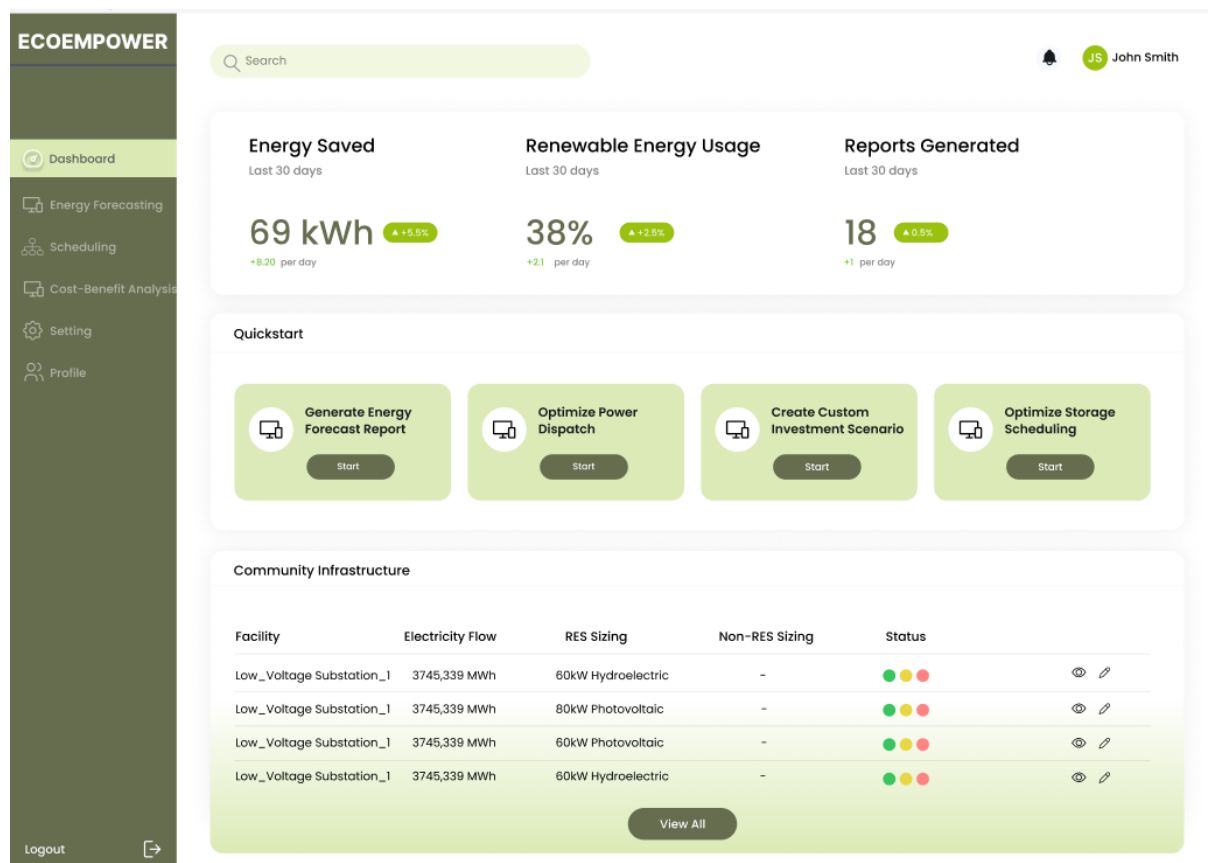 ECOEMPOWER
Search
JS John Smith
Dashboard
Energy Forecasting
Scheduling
Cost-Benefit Analysis
Setting
Profile
Logout
Energy Saved
Last 30 days
69 kWh ▲ +5.5%
+8.20 per day
Renewable Energy Usage
Last 30 days
38% ▲ +2.5%
+2.1 per day
Reports Generated
Last 30 days
18 ▲ 0.5%
+1 per day
Quickstart
Generate Energy
Forecast Report
Start
Optimize Power
Dispatch
Start
Create Custom
Investment Scenario
Start
Optimize Storage
Scheduling
Start
Community Infrastructure
Facility Electricity Flow RES Sizing Non-RES Sizing Status
Low_Voltage Substation_1 3745,339 MWh 60kW Hydroelectric -
Low_Voltage Substation_1 3745,339 MWh 80kW Photovoltaic -
Low_Voltage Substation_1 3745,339 MWh 60kW Photovoltaic -
Low_Voltage Substation_1 3745,339 MWh 60kW Hydroelectric -
View All